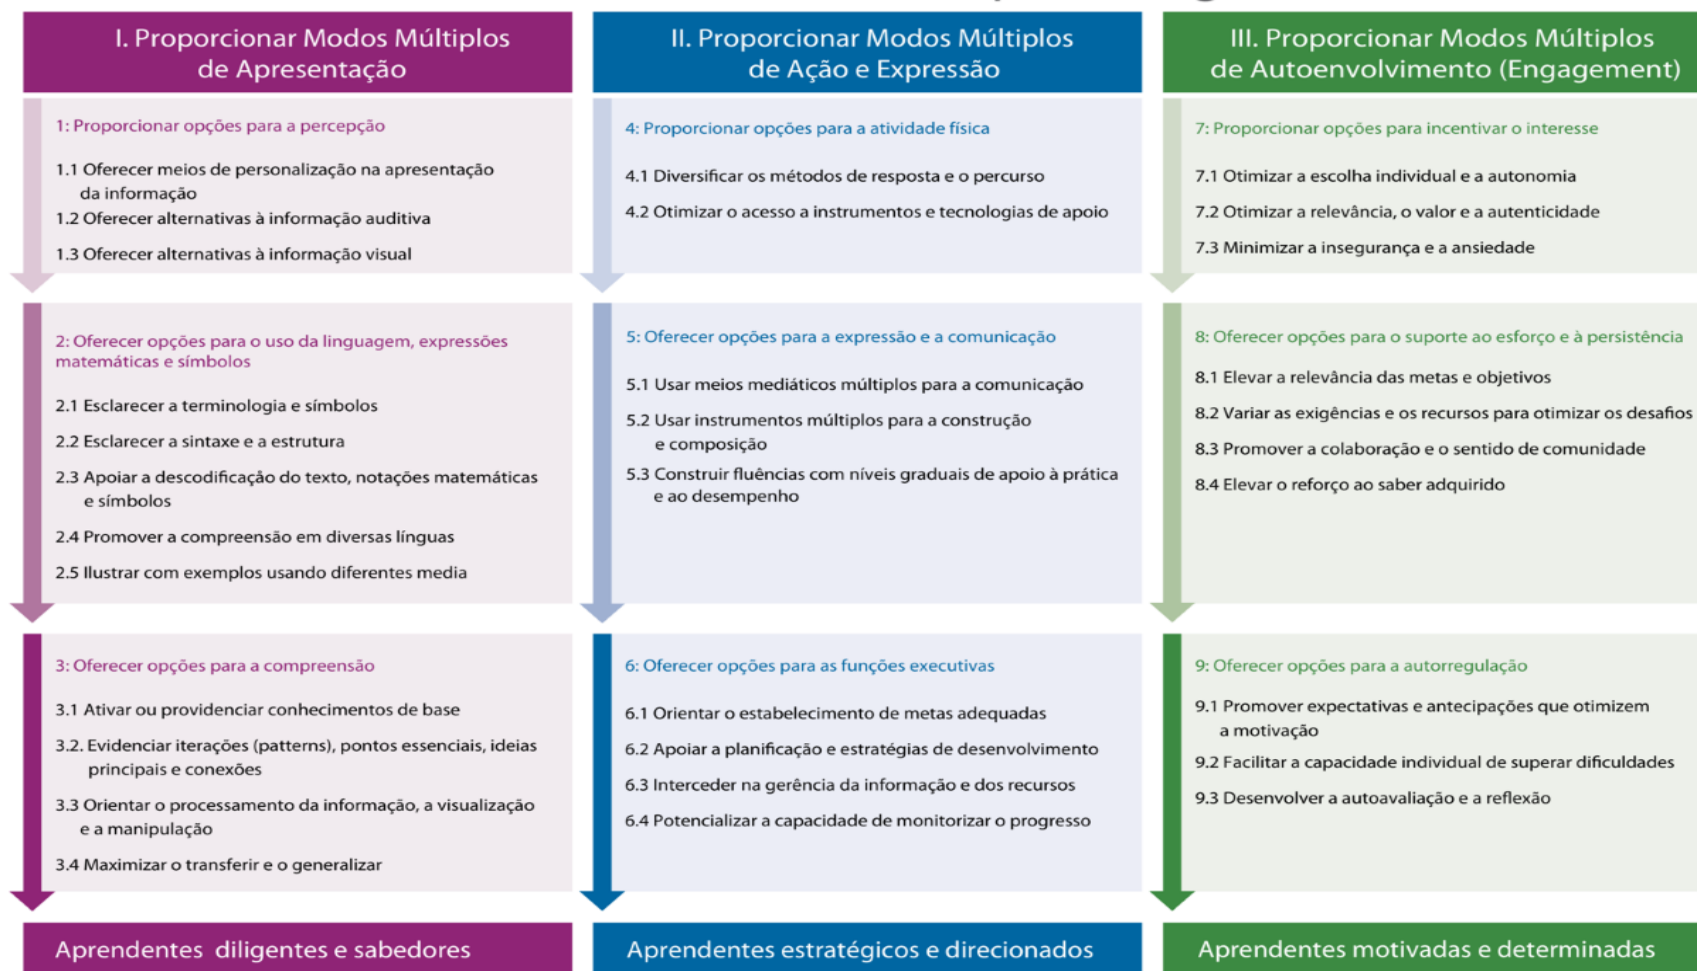 I. Proporcionar Modos Múltiplos
de Apresentação
1: Proporcionar opções para a percepção
1.1 Oferecer meios de personalização na apresentação
da informação
1.2 Oferecer alternativas à informação auditiva
1.3 Oferecer alternativas à informação visual
2: Oferecer opções para o uso da linguagem, expressões
matemáticas e símbolos
2.1 Esclarecer a terminologia e símbolos
2.2 Esclarecer a sintaxe e a estrutura
2.3 Apoiar a descodificação do texto, notações matemáticas
e símbolos
2.4 Promover a compreensão em diversas línguas
2.5 Ilustrar com exemplos usando diferentes media
3: Oferecer opções para a compreensão
3.1 Ativar ou providenciar conhecimentos de base
3.2. Evidenciar iterações (patterns), pontos essenciais, ideias
principais e conexões
3.3 Orientar o processamento da informação, a visualização
e a manipulação
3.4 Maximizar o transferir e o generalizar
Aprendentes diligentes e sabedores
II. Proporcionar Modos Múltiplos
de Ação e Expressão
4: Proporcionar opções para a atividade física
4.1 Diversificar os métodos de resposta e o percurso
4.2 Otimizar o acesso a instrumentos e tecnologias de apoio
5: Oferecer opções para a expressão e a comunicação
5.1 Usar meios mediáticos múltiplos para a comunicação
5.2 Usar instrumentos múltiplos para a construção
e composição
5.3 Construir fluências com níveis graduais de apoio à prática
e ao desempenho
6: Oferecer opções para as funções executivas
6.1 Orientar o estabelecimento de metas adequadas
6.2 Apoiar a planificação e estratégias de desenvolvimento
6.3 Interceder na gerência da informação e dos recursos
6.4 Potencializar a capacidade de monitorizar o progresso
Aprendentes estratégicos e direcionados
III. Proporcionar Modos Múltiplos
de Autoenvolvimento (Engagement)
7: Proporcionar opções para incentivar o interesse
7.1 Otimizar a escolha individual e a autonomia
7.2 Otimizar a relevância, o valor e a autenticidade
7.3 Minimizar a insegurança e a ansiedade
8: Oferecer opções para o suporte ao esforço e à persistência
8.1 Elevar a relevância das metas e objetivos
8.2 Variar as exigências e os recursos para otimizar os desafios
8.3 Promover a colaboração e o sentido de comunidade
8.4 Elevar o reforço ao saber adquirido
9: Oferecer opções para a autorregulação
9.1 Promover expectativas e antecipações que otimizem
a motivação
9.2 Facilitar a capacidade individual de superar dificuldades
9.3 Desenvolver a autoavaliação e a reflexão
Aprendentes motivadas e determinadas